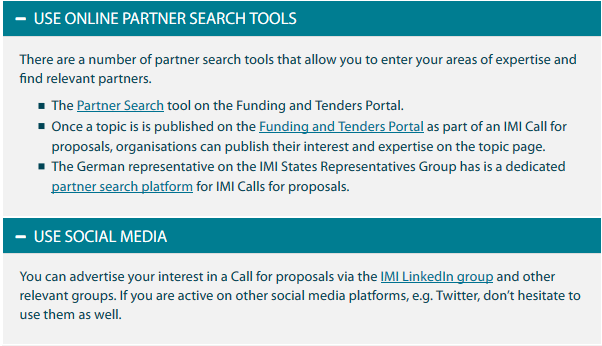 − USE ONLINE PARTNER SEARCH TOOLS
There are a number of partner search tools that allow you to enter your areas of expertise and
find relevant partners.
▪ The Partner Search tool on the Funding and Tenders Portal.
▪ Once a topic is is published on the Funding and Tenders Portal as part of an IMI Call for
proposals, organisations can publish their interest and expertise on the topic page.
▪ The German representative on the IMI States Representatives Group has is a dedicated
partner search platform for IMI Calls for proposals.
− USE SOCIAL MEDIA
You can advertise your interest in a Call for proposals via the IMI LinkedIn group and other
relevant groups. If you are active on other social media platforms, e.g. Twitter, don’t hesitate to
use them as well.